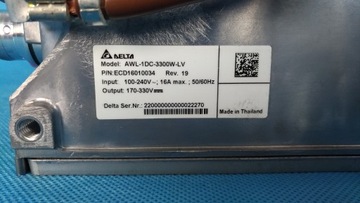 DELTA
Model: AWL-1DC-3300W-LV
P/N:ECD16010034 Rev. 19
Input: 100-240V~; 16A max.; 50/60Hz
Output: 170-330V
Delta Ser.Nr.: 22000000000000022270
Made in Thailand